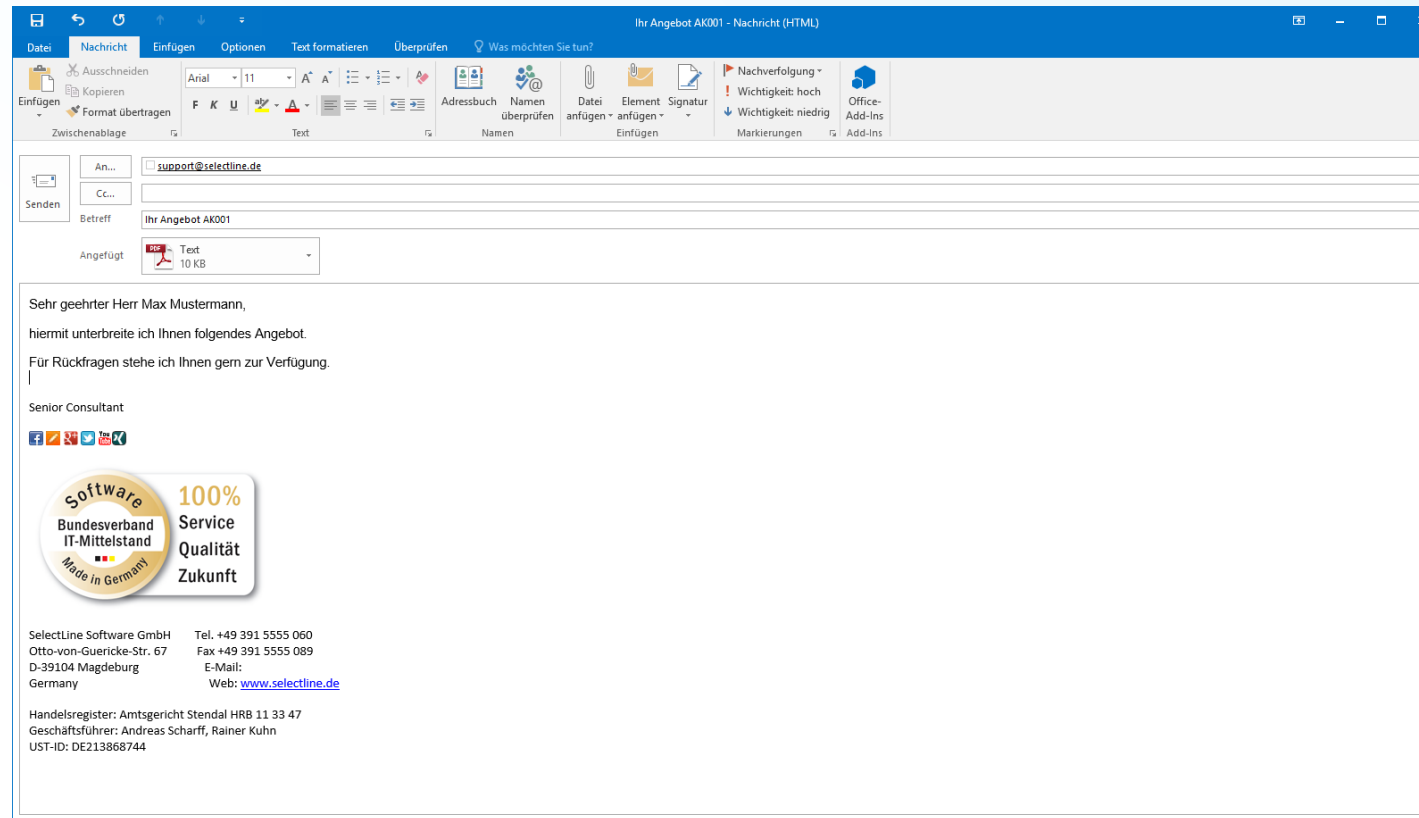 Ihr Angebot AK001 - Nachricht (HTML)
Datei Nachricht Einfügen Optionen Text formatieren Überprüfen Was möchten Sie tun?
Einfügen
Ausschneiden
Kopieren
Format übertragen
Zwischenablage
Arial 11
F K U
Text
Adressbuch
Namen überprüfen
Namen
Datei anfügen
Element anfügen
Signatur
Einfügen
Nachverfolgung
Wichtigkeit: hoch
Wichtigkeit: niedrig
Markierungen
Office-Add-Ins
Add-Ins
Senden
An... support@selectline.de
Cc...
Betreff Ihr Angebot AK001
Angefügt PDF Text
10 KB
Sehr geehrter Herr Max Mustermann,
hiermit unterbreite ich Ihnen folgendes Angebot.
Für Rückfragen stehe ich Ihnen gern zur Verfügung.
Senior Consultant
You Tube
Software
Bundesverband
IT-Mittelstand
Made in Germany
100%
Service
Qualität
Zukunft
SelectLine Software GmbH Tel. +49 391 5555 060
Otto-von-Guericke-Str. 67 Fax +49 391 5555 089
D-39104 Magdeburg E-Mail:
Germany Web: www.selectline.de
Handelsregister: Amtsgericht Stendal HRB 11 33 47
Geschäftsführer: Andreas Scharff, Rainer Kuhn
UST-ID: DE213868744